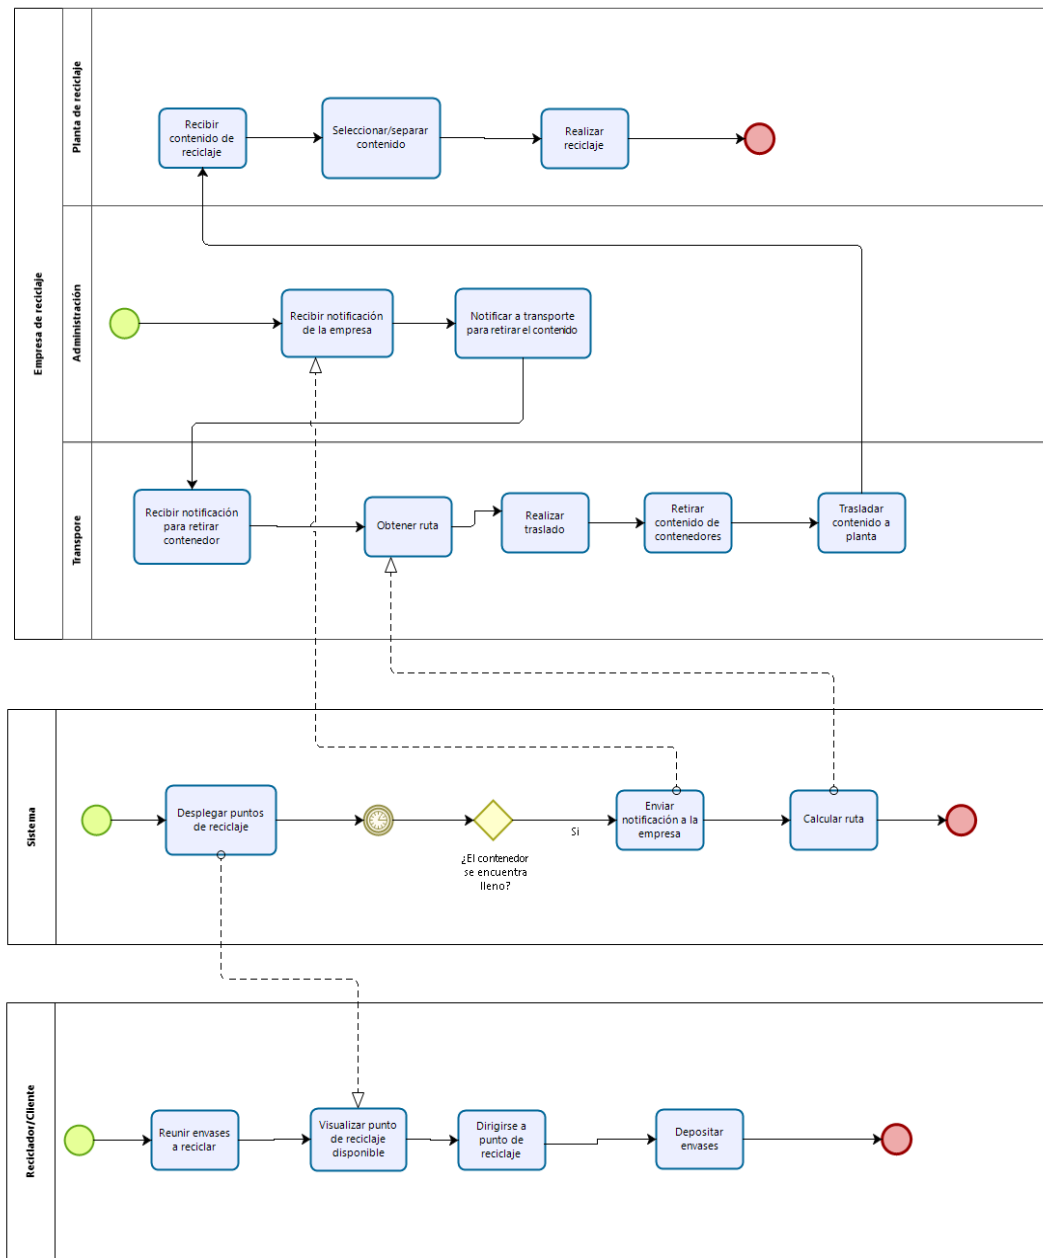 Empresa de reciclaje
Planta de reciclaje
Recibir
contenido de
reciclaje
Seleccionar/separar
contenido
Realizar
reciclaje
Administración
Recibir notificación
de la empresa
Notificar a transporte
para retirar el contenido
Transpore
Recibir notificación
para retirar
contenedor
Obtener ruta
Realizar
traslado
Retirar
contenido de
contenedores
Trasladar
contenido a
planta
Sistema
Desplegar puntos
de reciclaje
¿El contenedor
se encuentra
lleno?
Si
Enviar
notificación a la
empresa
Calcular ruta
Reciclador/Cliente
Reunir envases
a reciclar
Visualizar punto
de reciclaje
disponible
Dirigirse a
punto de
reciclaje
Depositar
envases